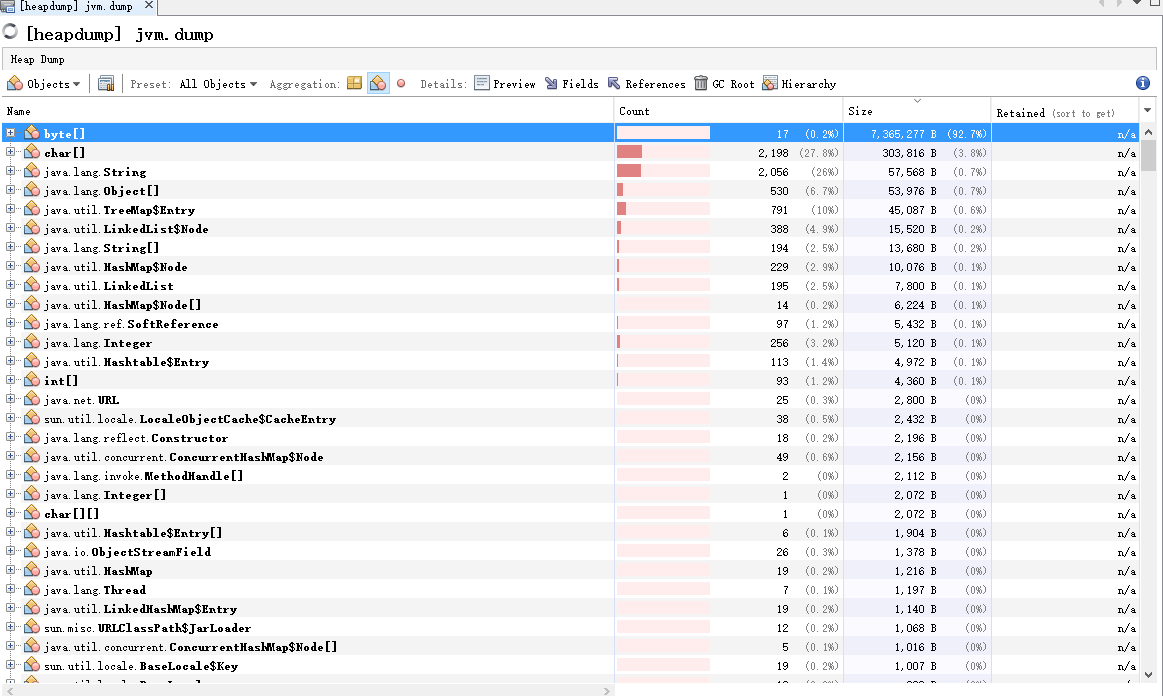 [heapdump] jvm.dump
[heapdump] jvm.dump
Heap Dump
Objects Preset: All Objects Aggregation: Details: Preview Fields References GC Root Hierarchy
Name Count Size Retained (sort to get)
byte[] 17 (0.2%) 7,365,277 B (92.7%) n/a
char[] 2,198 (27.8%) 303,816 B (3.8%) n/a
java.lang.String 2,056 (26%) 57,568 B (0.7%) n/a
java.lang.Object[] 530 (6.7%) 53,976 B (0.7%) n/a
java.util.TreeMap$Entry 791 (10%) 45,087 B (0.6%) n/a
java.util.LinkedList$Node 388 (4.9%) 15,520 B (0.2%) n/a
java.lang.String[] 194 (2.5%) 13,680 B (0.2%) n/a
java.util.HashMap$Node 229 (2.9%) 10,076 B (0.1%) n/a
java.util.LinkedList 195 (2.5%) 7,800 B (0.1%) n/a
java.util.HashMap$Node[] 14 (0.2%) 6,224 B (0.1%) n/a
java.lang.ref.SoftReference 97 (1.2%) 5,432 B (0.1%) n/a
java.lang.Integer 256 (3.2%) 5,120 B (0.1%) n/a
java.util.Hashtable$Entry 113 (1.4%) 4,972 B (0.1%) n/a
int[] 93 (1.2%) 4,360 B (0.1%) n/a
java.net.URL 25 (0.3%) 2,800 B (0%) n/a
sun.util.locale.LocaleObjectCache$CacheEntry 38 (0.5%) 2,432 B (0%) n/a
java.lang.reflect.Constructor 18 (0.2%) 2,196 B (0%) n/a
java.util.concurrent.ConcurrentHashMap$Node 49 (0.6%) 2,156 B (0%) n/a
java.lang.invoke.MethodHandle[] 2 (0%) 2,112 B (0%) n/a
java.lang.Integer[] 1 (0%) 2,072 B (0%) n/a
char[][] 1 (0%) 2,072 B (0%) n/a
java.util.Hashtable$Entry[] 6 (0.1%) 1,904 B (0%) n/a
java.io.ObjectStreamField 26 (0.3%) 1,378 B (0%) n/a
java.util.HashMap 19 (0.2%) 1,216 B (0%) n/a
java.lang.Thread 7 (0.1%) 1,197 B (0%) n/a
java.util.LinkedHashMap$Entry 19 (0.2%) 1,140 B (0%) n/a
sun.misc.URLClassPath$JarLoader 12 (0.2%) 1,068 B (0%) n/a
java.util.concurrent.ConcurrentHashMap$Node[] 5 (0.1%) 1,016 B (0%) n/a
sun.util.locale.BaseLocale$Key 19 (0.2%) 1,007 B (0%) n/a